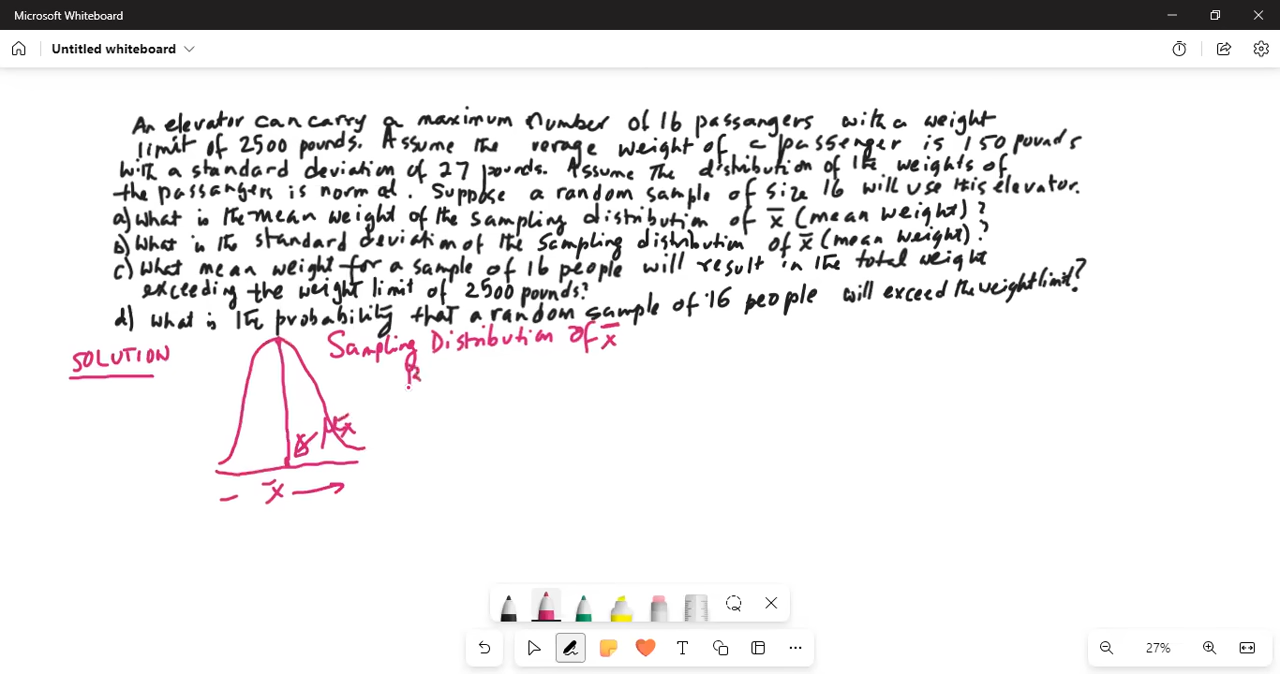 Microsoft Whiteboard
Untitled whiteboard
An elevator can carry a maximum number of 16 passangers with a weight
limit of 2500 pounds. Assume the verage weight of a passenger is 150 pounds
with a standard deviation of 27 pounds. Assume the distribution of the weights of
the passangers is normal. Suppose a random sample of size 16 will use this elevator.
a) What is the mean weight of the sampling distribution of x̅ (mean weight)?
b) What is the standard deviation of the sampling distribution of x̅ (mean weight)?
c) What mean weight for a sample of 16 people will result in the total weight
exceeding the weight limit of 2500 pounds?
d) What is the probability that a random sample of 16 people will exceed the weight limit?
SOLUTION
Sampling Distribution of x̅
x̅
27%